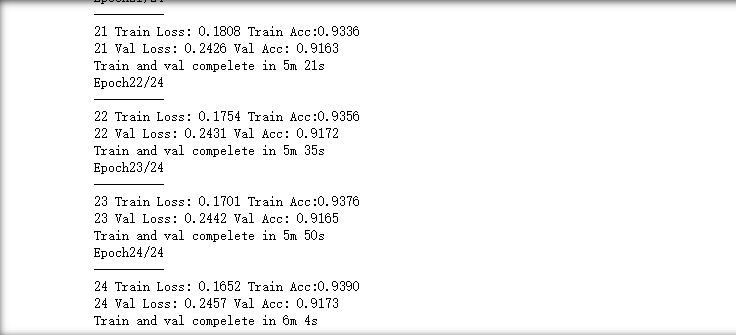 Epoch21/24
----------
21 Train Loss: 0.1808 Train Acc:0.9336
21 Val Loss: 0.2426 Val Acc: 0.9163
Train and val compelete in 5m 21s
Epoch22/24
----------
22 Train Loss: 0.1754 Train Acc:0.9356
22 Val Loss: 0.2431 Val Acc: 0.9172
Train and val compelete in 5m 35s
Epoch23/24
----------
23 Train Loss: 0.1701 Train Acc:0.9376
23 Val Loss: 0.2442 Val Acc: 0.9165
Train and val compelete in 5m 50s
Epoch24/24
----------
24 Train Loss: 0.1652 Train Acc:0.9390
24 Val Loss: 0.2457 Val Acc: 0.9173
Train and val compelete in 6m 4s